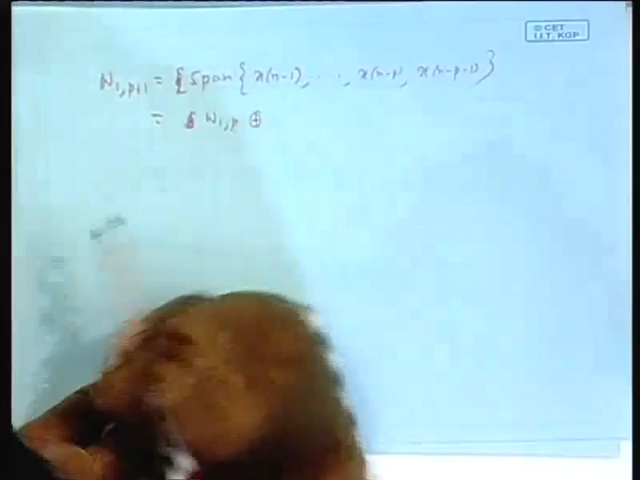 © CET
I.I.T. KGP
W₁,ₚ₊₁ = {span{x(n-1), ..., x(n-p), x(n-p-1)}
= W₁,ₚ ⊕